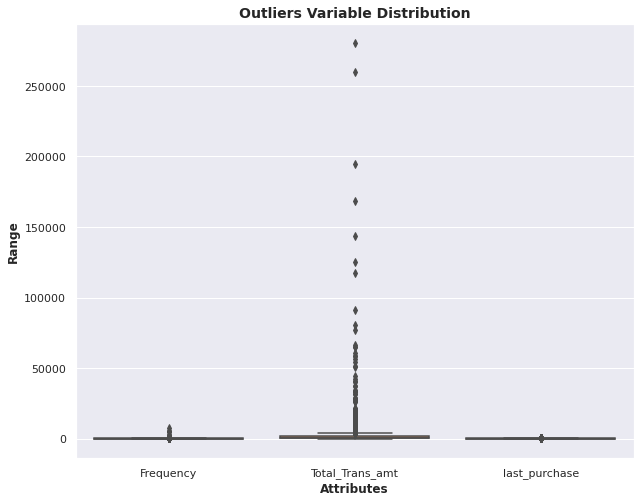 Outliers Variable Distribution
250000
200000
150000
100000
50000
0
Range
Frequency
Total_Trans_amt
last_purchase
Attributes